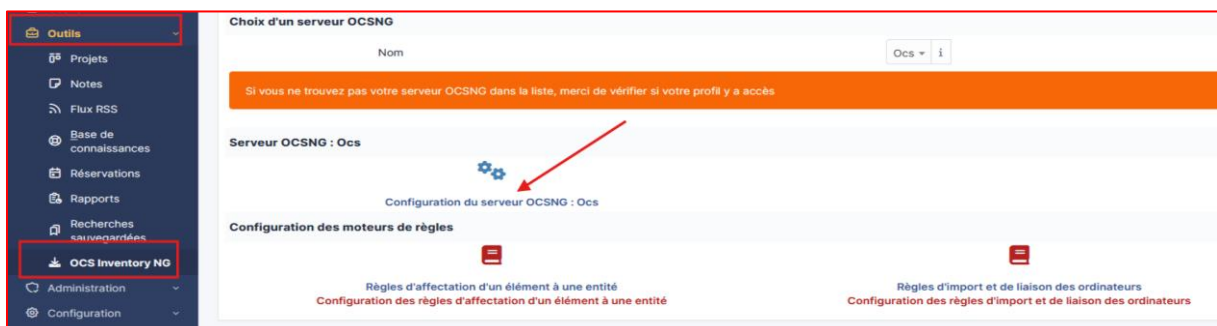 Outils
Projets
Notes
Flux RSS
Base de
connaissances
Réservations
Rapports
Recherches
sauvegardées
OCS Inventory NG
Administration
Configuration
Choix d'un serveur OCSNG
Nom
Ocs
i
Si vous ne trouvez pas votre serveur OCSNG dans la liste, merci de vérifier si votre profil y a accès
Serveur OCSNG : Ocs
Configuration du serveur OCSNG : Ocs
Configuration des moteurs de règles
Règles d'affectation d'un élément à une entité
Configuration des règles d'affectation d'un élément à une entité
Règles d'import et de liaison des ordinateurs
Configuration des règles d'import et de liaison des ordinateurs